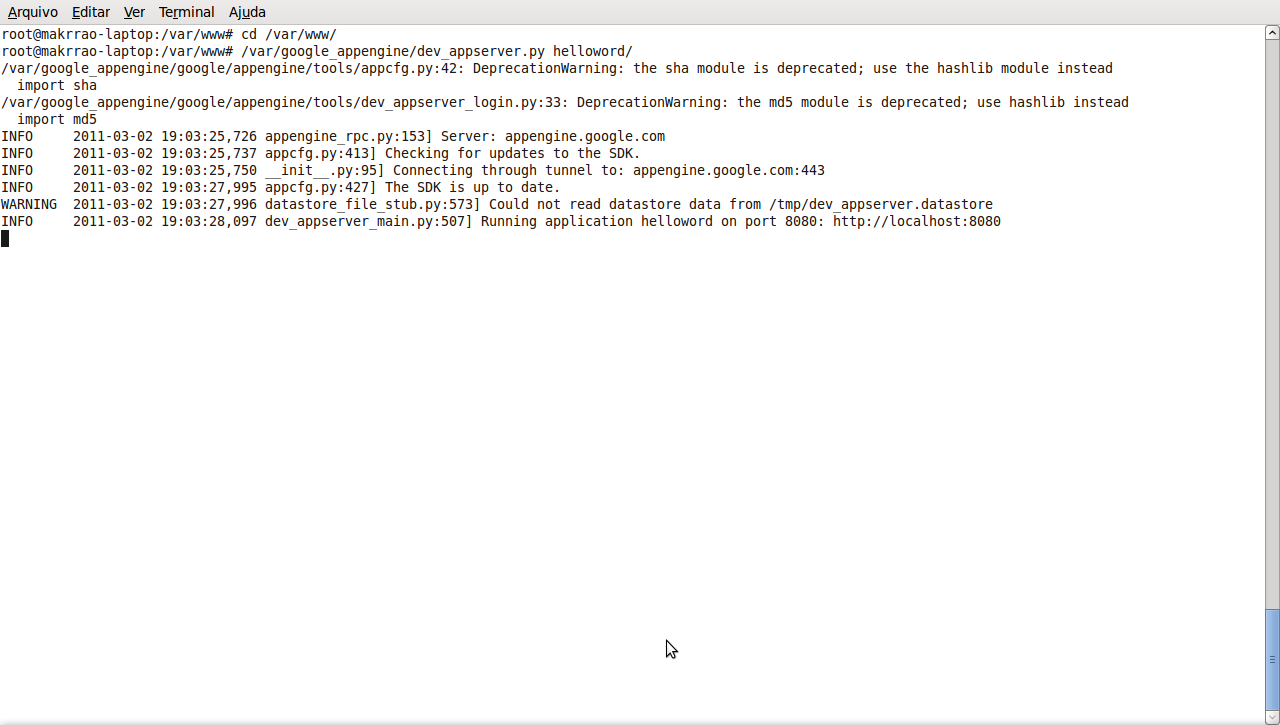 Arquivo Editar Ver Terminal Ajuda
root@makrrao-laptop:/var/www# cd /var/www/
root@makrrao-laptop:/var/www# /var/google_appengine/dev_appserver.py helloword/
/var/google_appengine/google/appengine/tools/appcfg.py:42: DeprecationWarning: the sha module is deprecated; use the hashlib module instead
  import sha
/var/google_appengine/google/appengine/tools/dev_appserver_login.py:33: DeprecationWarning: the md5 module is deprecated; use hashlib instead
  import md5
INFO     2011-03-02 19:03:25,726 appengine_rpc.py:153] Server: appengine.google.com
INFO     2011-03-02 19:03:25,737 appcfg.py:413] Checking for updates to the SDK.
INFO     2011-03-02 19:03:25,750 __init__.py:95] Connecting through tunnel to: appengine.google.com:443
INFO     2011-03-02 19:03:27,995 appcfg.py:427] The SDK is up to date.
WARNING  2011-03-02 19:03:27,996 datastore_file_stub.py:573] Could not read datastore data from /tmp/dev_appserver.datastore
INFO     2011-03-02 19:03:28,097 dev_appserver_main.py:507] Running application helloword on port 8080: http://localhost:8080